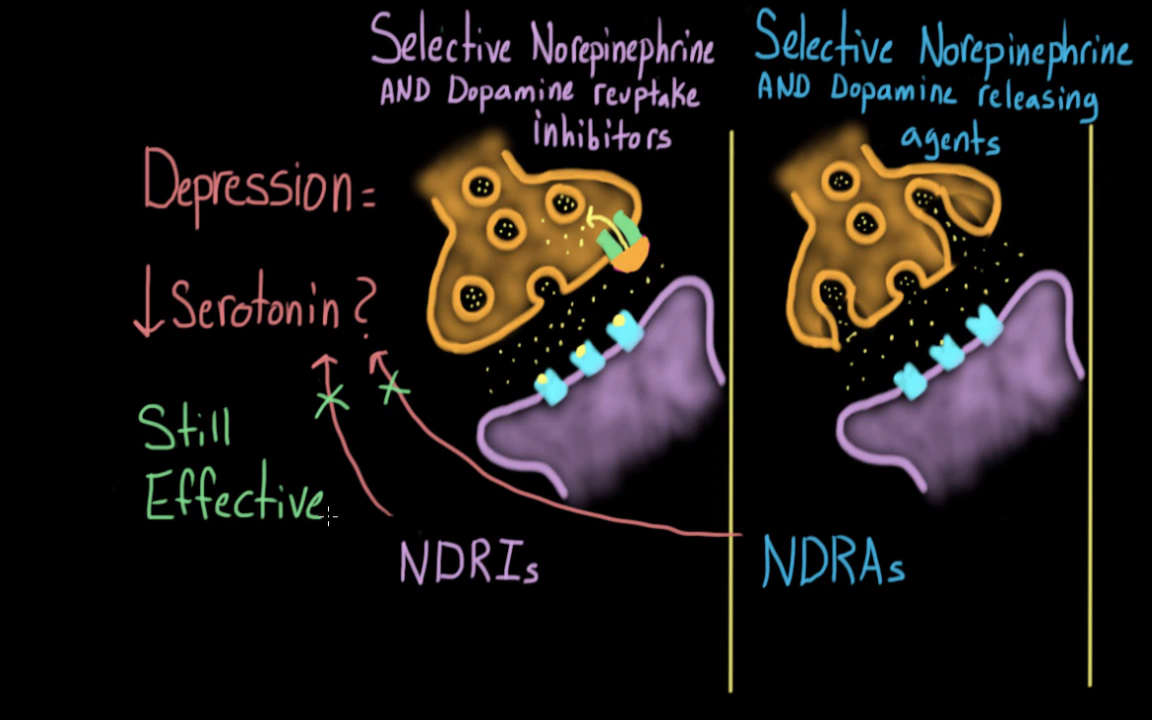 Selective Norepinephrine
AND Dopamine reuptake
inhibitors
Selective Norepinephrine
AND Dopamine releasing
agents
Depression =
↓ Serotonin ?
Still
Effective
NDRIs
NDRAs